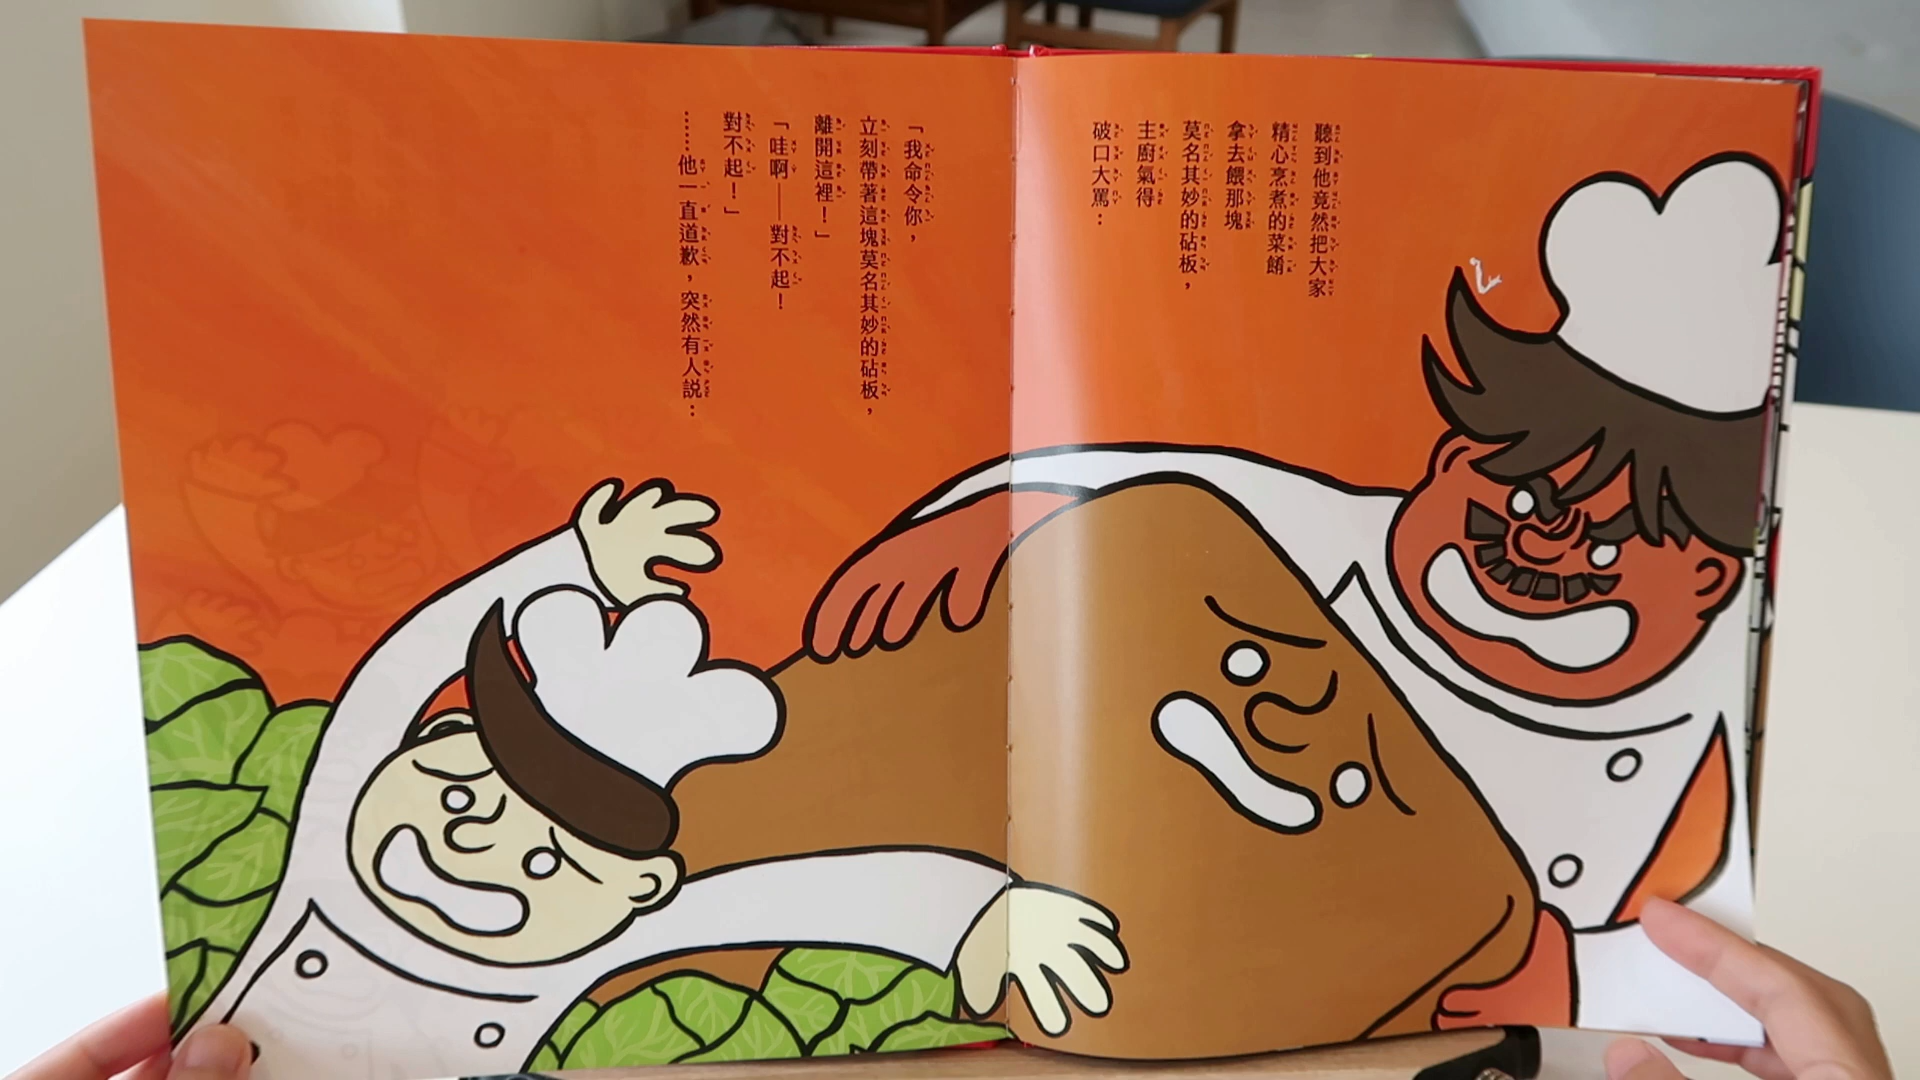 聽到他竟然把大家
精心烹煮的菜餚
拿去餵那塊
莫名其妙的砧板，
主廚氣得
破口大罵：
「我命令你，
立刻帶著這塊莫名其妙的砧板，
離開這裡！」
「哇啊——對不起！
對不起！」
……他一直道歉，突然有人說：